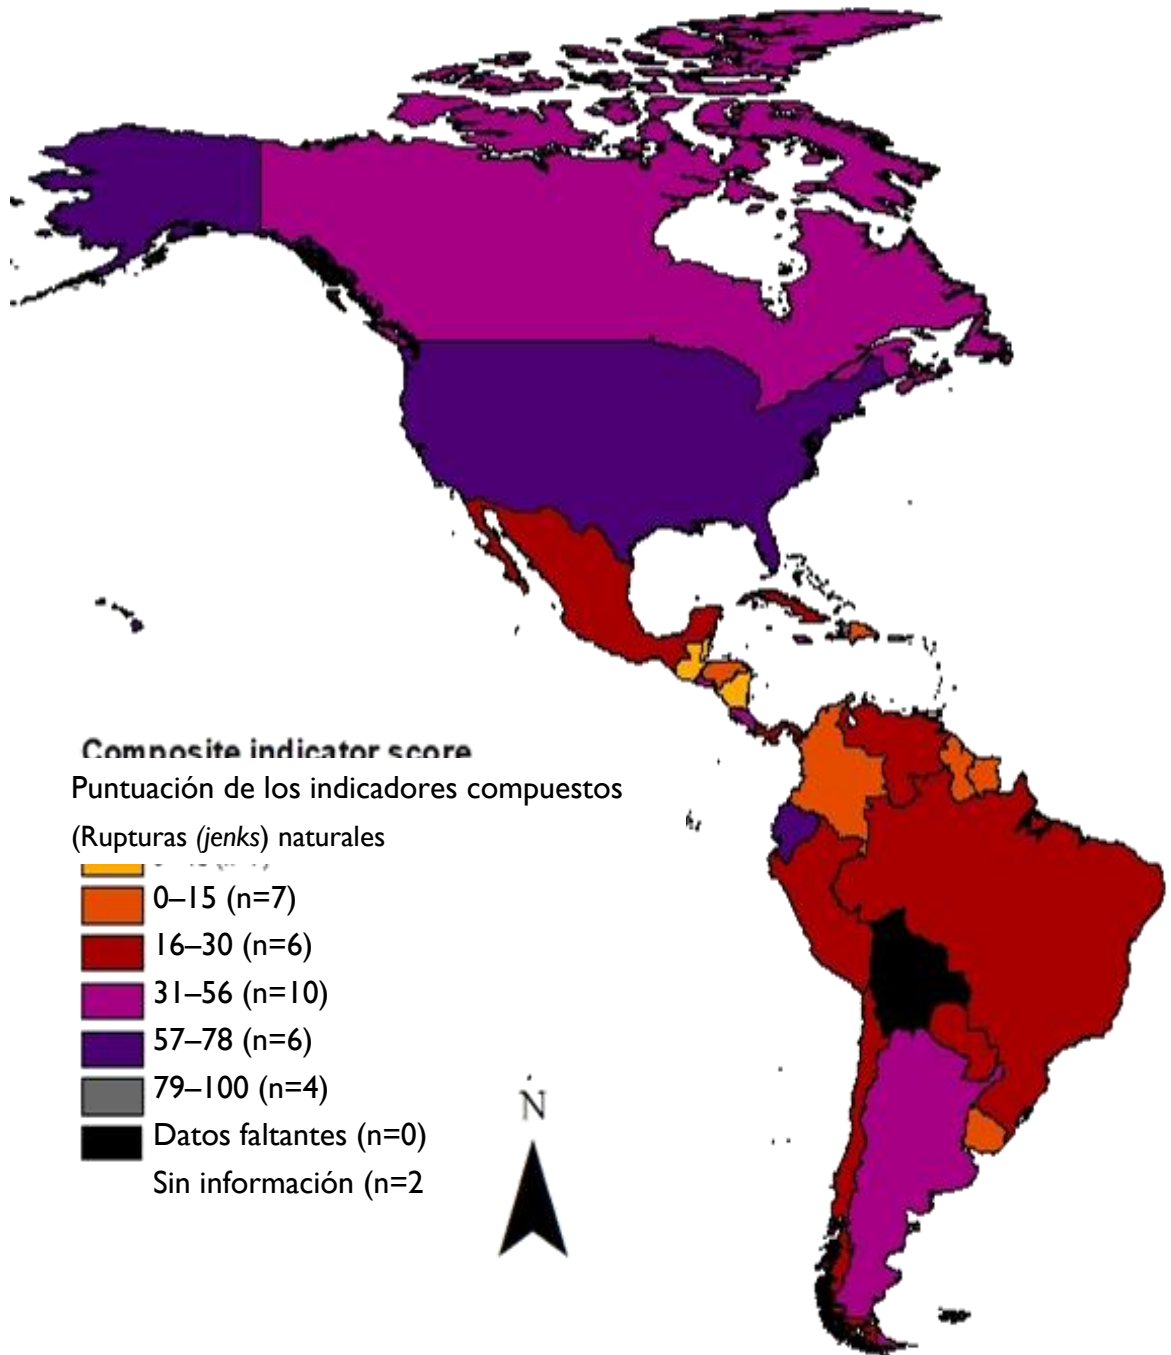 Composite indicator score
Puntuación de los indicadores compuestos
(Rupturas (jenks) naturales
0–15 (n=7)
16–30 (n=6)
31–56 (n=10)
57–78 (n=6)
79–100 (n=4)
Datos faltantes (n=0)
Sin información (n=2
N